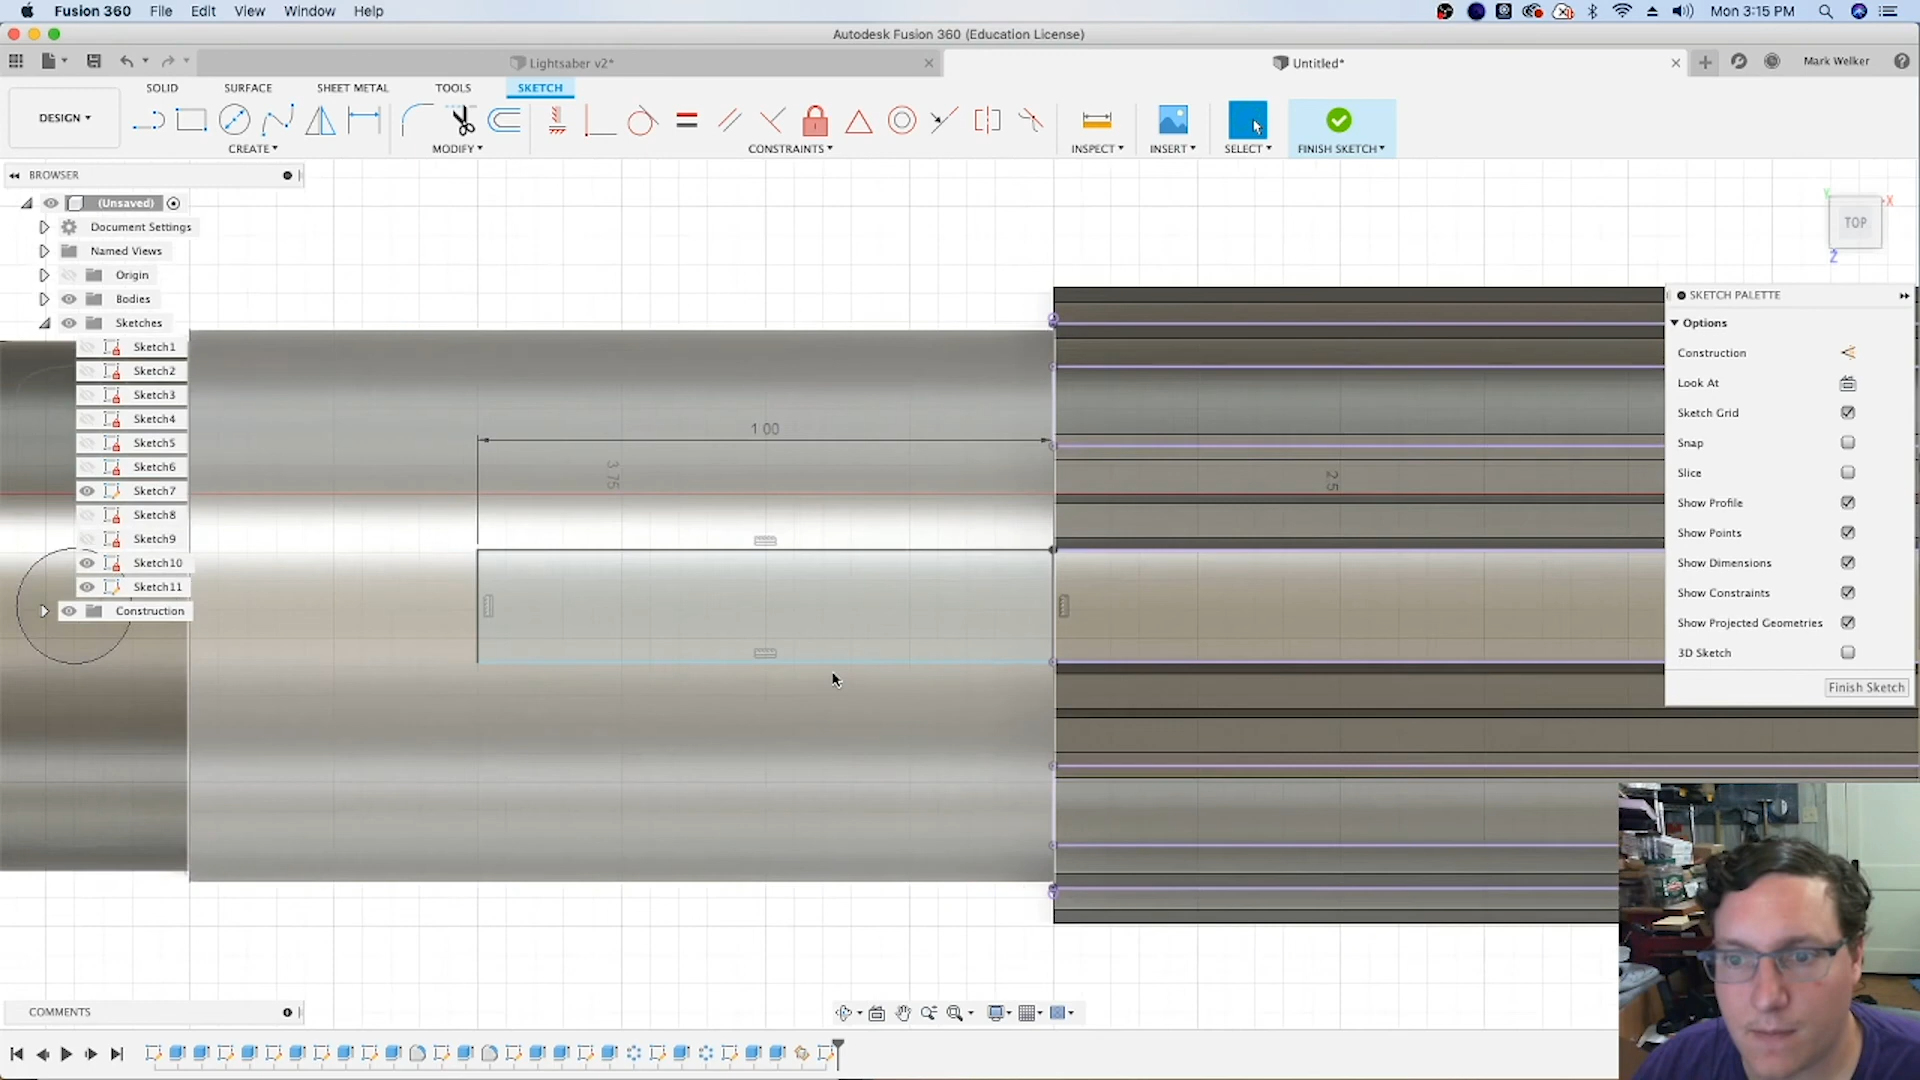 Fusion 360 File Edit View Window Help Mon 3:15 PM
Autodesk Fusion 360 (Education License)
Lightsaber v2* Untitled* Mark Welker
SOLID SURFACE SHEET METAL TOOLS SKETCH
DESIGN
CREATE MODIFY CONSTRAINTS INSPECT INSERT SELECT FINISH SKETCH
BROWSER
(Unsaved)
Document Settings
Named Views
Origin
Bodies
Sketches
Sketch1
Sketch2
Sketch3
Sketch4
Sketch5
Sketch6
Sketch7
Sketch8
Sketch9
Sketch10
Sketch11
Construction
1.00
3.75
2.5
TOP
X
Y
Z
SKETCH PALETTE
Options
Construction
Look At
Sketch Grid
Snap
Slice
Show Profile
Show Points
Show Dimensions
Show Constraints
Show Projected Geometries
3D Sketch
Finish Sketch
COMMENTS